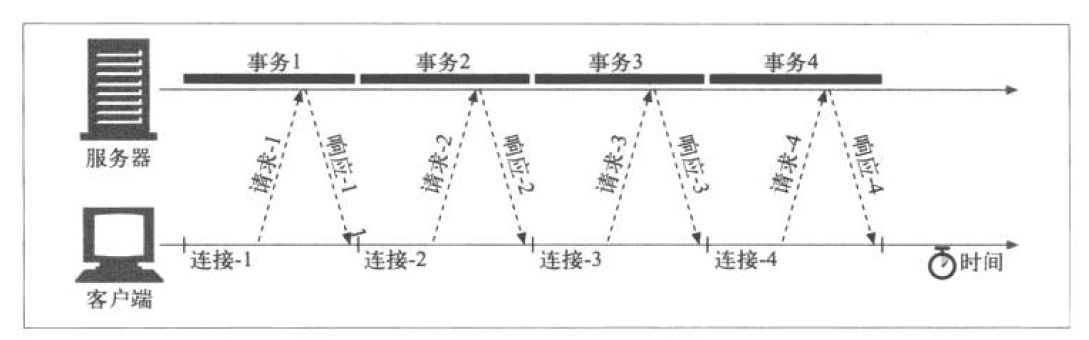 事务1
事务2
事务3
事务4
服务器
请求-1
响应-1
请求-2
响应-2
请求-3
响应-3
请求-4
响应-4
连接-1
连接-2
连接-3
连接-4
时间
客户端